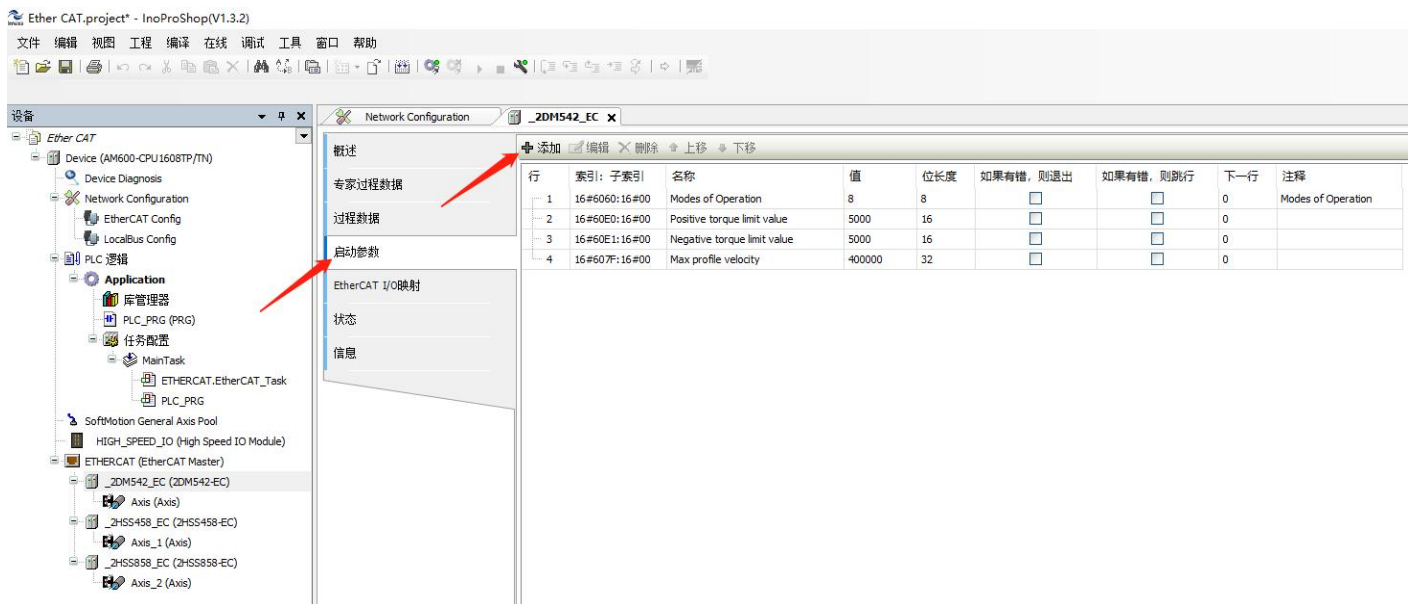 Ether CAT.project* - InoProShop(V1.3.2)
文件 编辑 视图 工程 编译 在线 调试 工具 窗口 帮助
设备
Ether CAT
Device (AM600-CPU1608TP/TN)
Device Diagnosis
Network Configuration
EtherCAT Config
LocalBus Config
PLC 逻辑
Application
库管理器
PLC_PRG (PRG)
任务配置
MainTask
ETHERCAT.EtherCAT_Task
PLC_PRG
SoftMotion General Axis Pool
HIGH_SPEED_IO (High Speed IO Module)
ETHERCAT (EtherCAT Master)
_2DM542_EC (2DM542-EC)
Axis (Axis)
_2HSS458_EC (2HSS458-EC)
Axis_1 (Axis)
_2HSS858_EC (2HSS858-EC)
Axis_2 (Axis)
Network Configuration _2DM542_EC
概述
专家过程数据
过程数据
启动参数
EtherCAT I/O映射
状态
信息
添加 编辑 删除 上移 下移
行 索引: 子索引 名称 值 位长度 如果有错，则退出 如果有错，则跳行 下一行 注释
1 16#6060:16#00 Modes of Operation 8 8 0 Modes of Operation
2 16#60E0:16#00 Positive torque limit value 5000 16 0
3 16#60E1:16#00 Negative torque limit value 5000 16 0
4 16#607F:16#00 Max profile velocity 400000 32 0